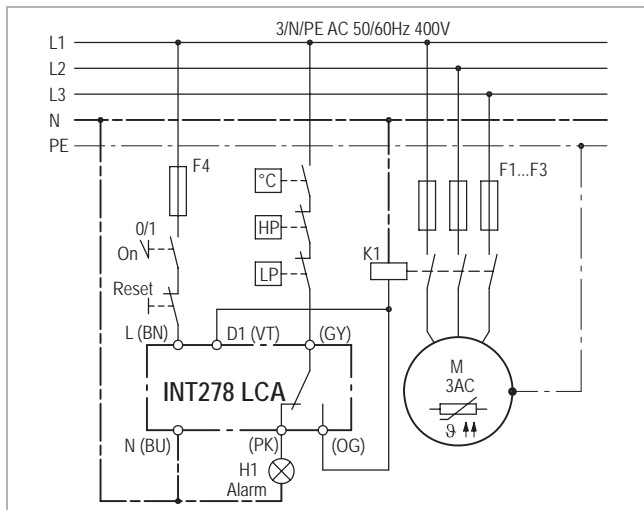 3/N/PE AC 50/60Hz 400V
L1
L2
L3
N
PE
F4
°C
F1...F3
0/1
On
HP
K1
LP
Reset
L (BN)
D1 (VT)
(GY)
M
3AC
INT278 LCA
ϑ
N (BU)
(PK)
(OG)
H1
Alarm